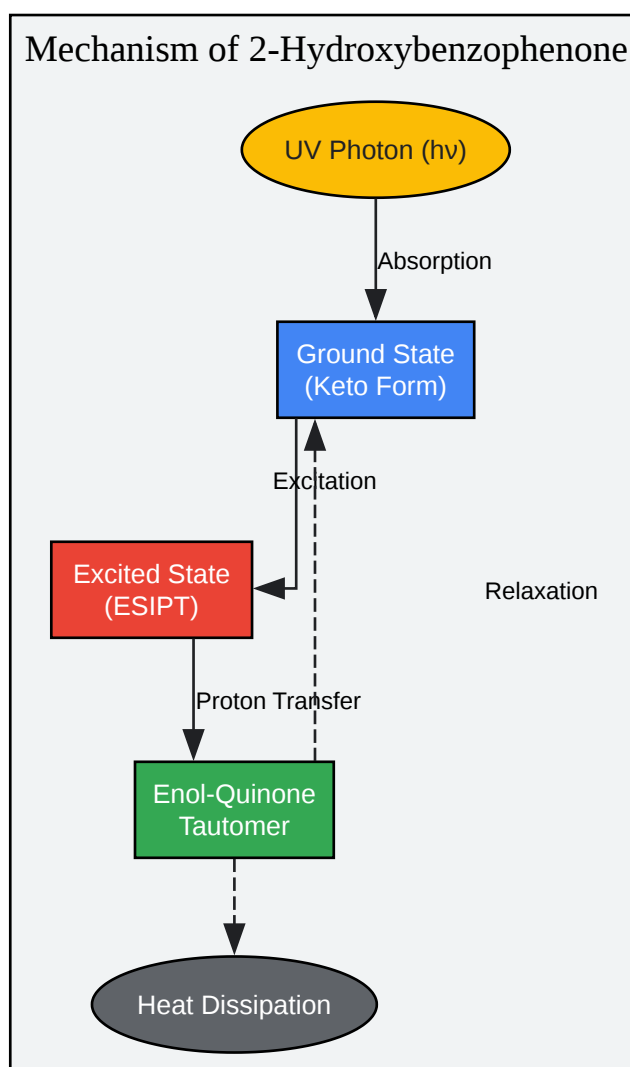 Mechanism of 2-Hydroxybenzophenone
UV Photon (hν)
Absorption
Ground State
(Keto Form)
Excitation
Excited State
(ESIPT)
Relaxation
Proton Transfer
Enol-Quinone
Tautomer
Heat Dissipation